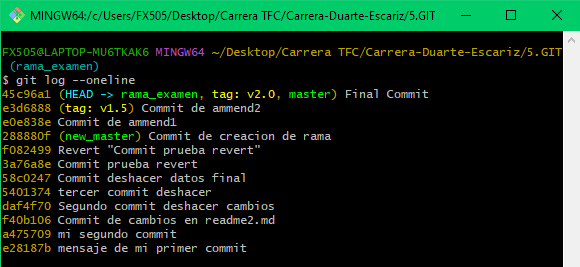 MINGW64:/c/Users/FX505/Desktop/Carrera TFC/Carrera-Duarte-Escariz/5.GIT
FX505@LAPTOP-MU6TKAK6 MINGW64 ~/Desktop/Carrera TFC/Carrera-Duarte-Escariz/5.GIT
(rama_examen)
$ git log --oneline
45c96a1 (HEAD -> rama_examen, tag: v2.0, master) Final Commit
e3d6888 (tag: v1.5) Commit de ammend2
e0e838e Commit de ammend1
288880f (new_master) Commit de creacion de rama
f082499 Revert "Commit prueba revert"
3a76a8e Commit prueba revert
58c0247 Commit deshacer datos final
5401374 tercer commit deshacer
daf4f70 Segundo commit deshacer cambios
f40b106 Commit de cambios en readme2.md
a475709 mi segundo commit
e28187b mensaje de mi primer commit